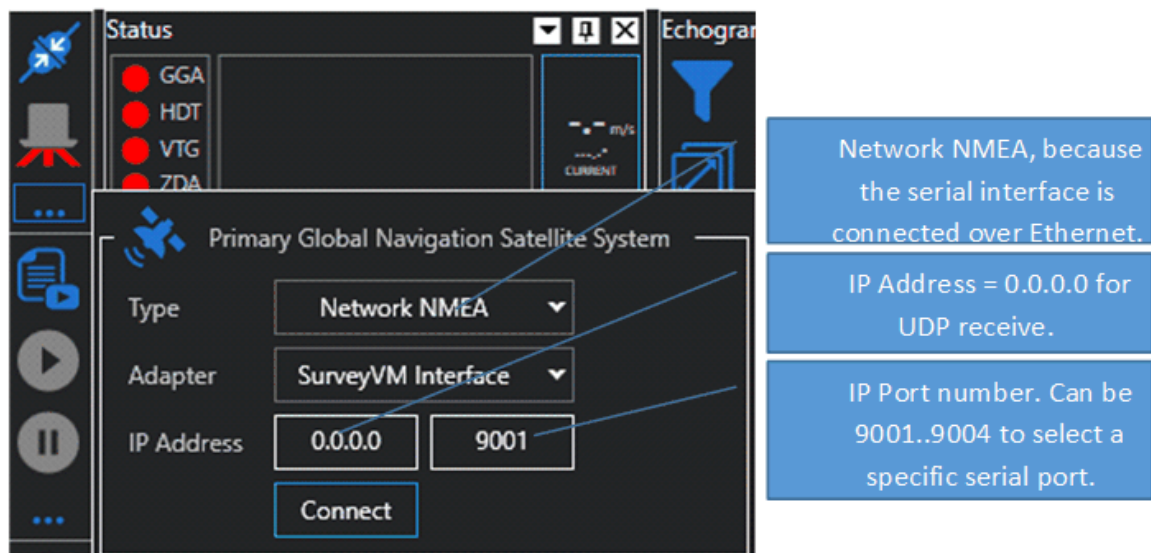 Status
Echogram
GGA
HDT
VTG
ZDA
-.- m/s
---.-°
CURRENT
Primary Global Navigation Satellite System
Type
Network NMEA
Adapter
SurveyVM Interface
IP Address
0.0.0.0
9001
Connect
Network NMEA, because
the serial interface is
connected over Ethernet.
IP Address = 0.0.0.0 for
UDP receive.
IP Port number. Can be
9001..9004 to select a
specific serial port.